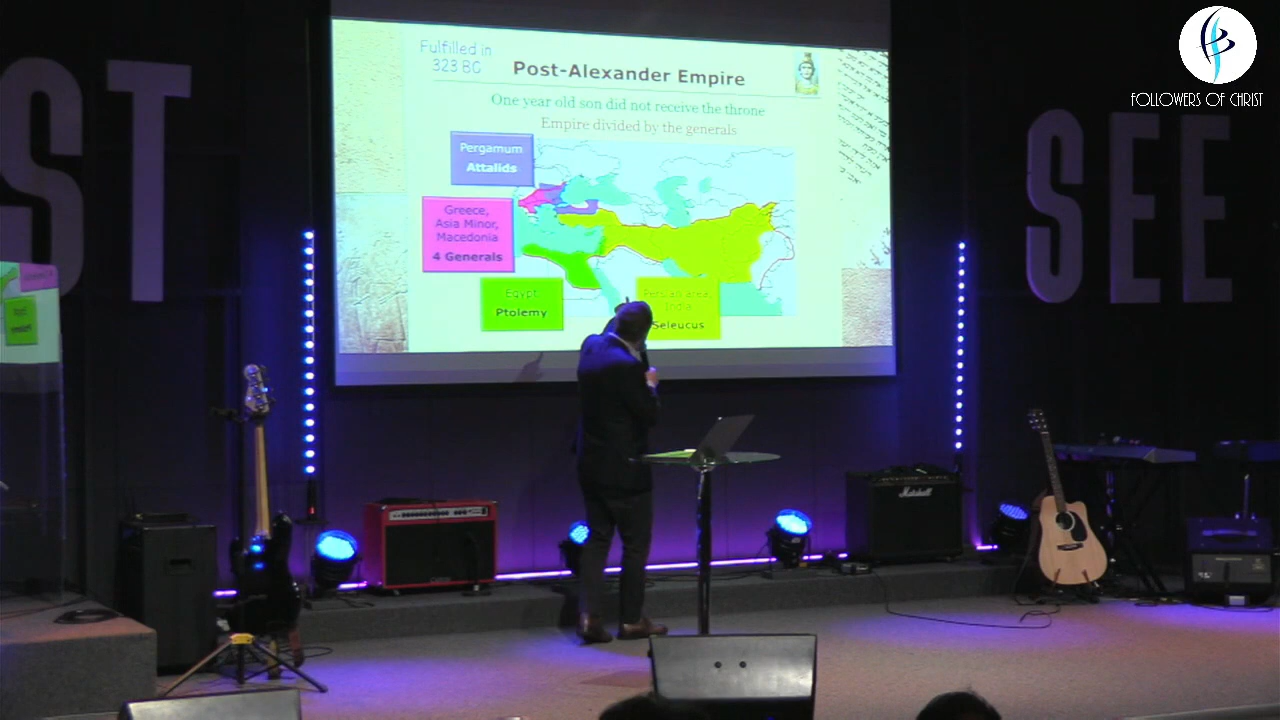 Fulfilled in
323 BC
Post-Alexander Empire
One year old son did not receive the throne
Empire divided by the generals
Pergamum
Attalids
Greece,
Asia Minor,
Macedonia
4 Generals
Egypt
Ptolemy
Persian area,
India
Seleucus
FOLLOWERS OF CHRIST
ST
SEE
Marshall